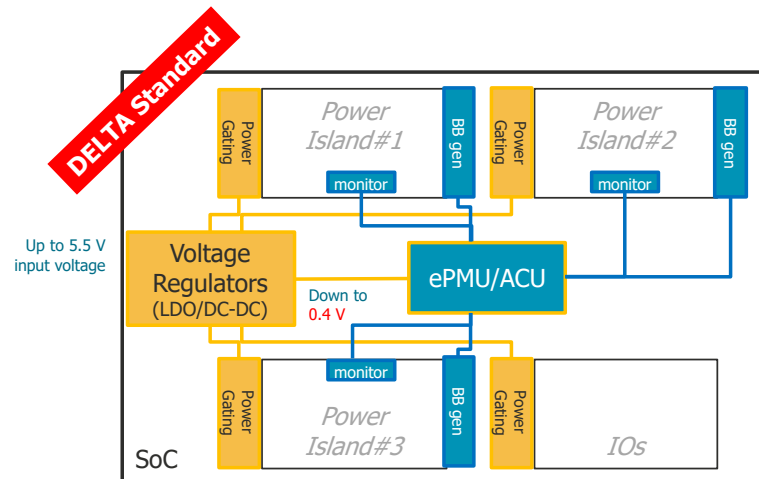 DELTA Standard
Power
Gating
Power
Island#1
BB gen
monitor
Power
Gating
Power
Island#2
BB gen
monitor
Up to 5.5 V
input voltage
Voltage
Regulators
(LDO/DC-DC)
Down to
0.4 V
ePMU/ACU
Power
Gating
monitor
Power
Island#3
BB gen
Power
Gating
IOs
SoC